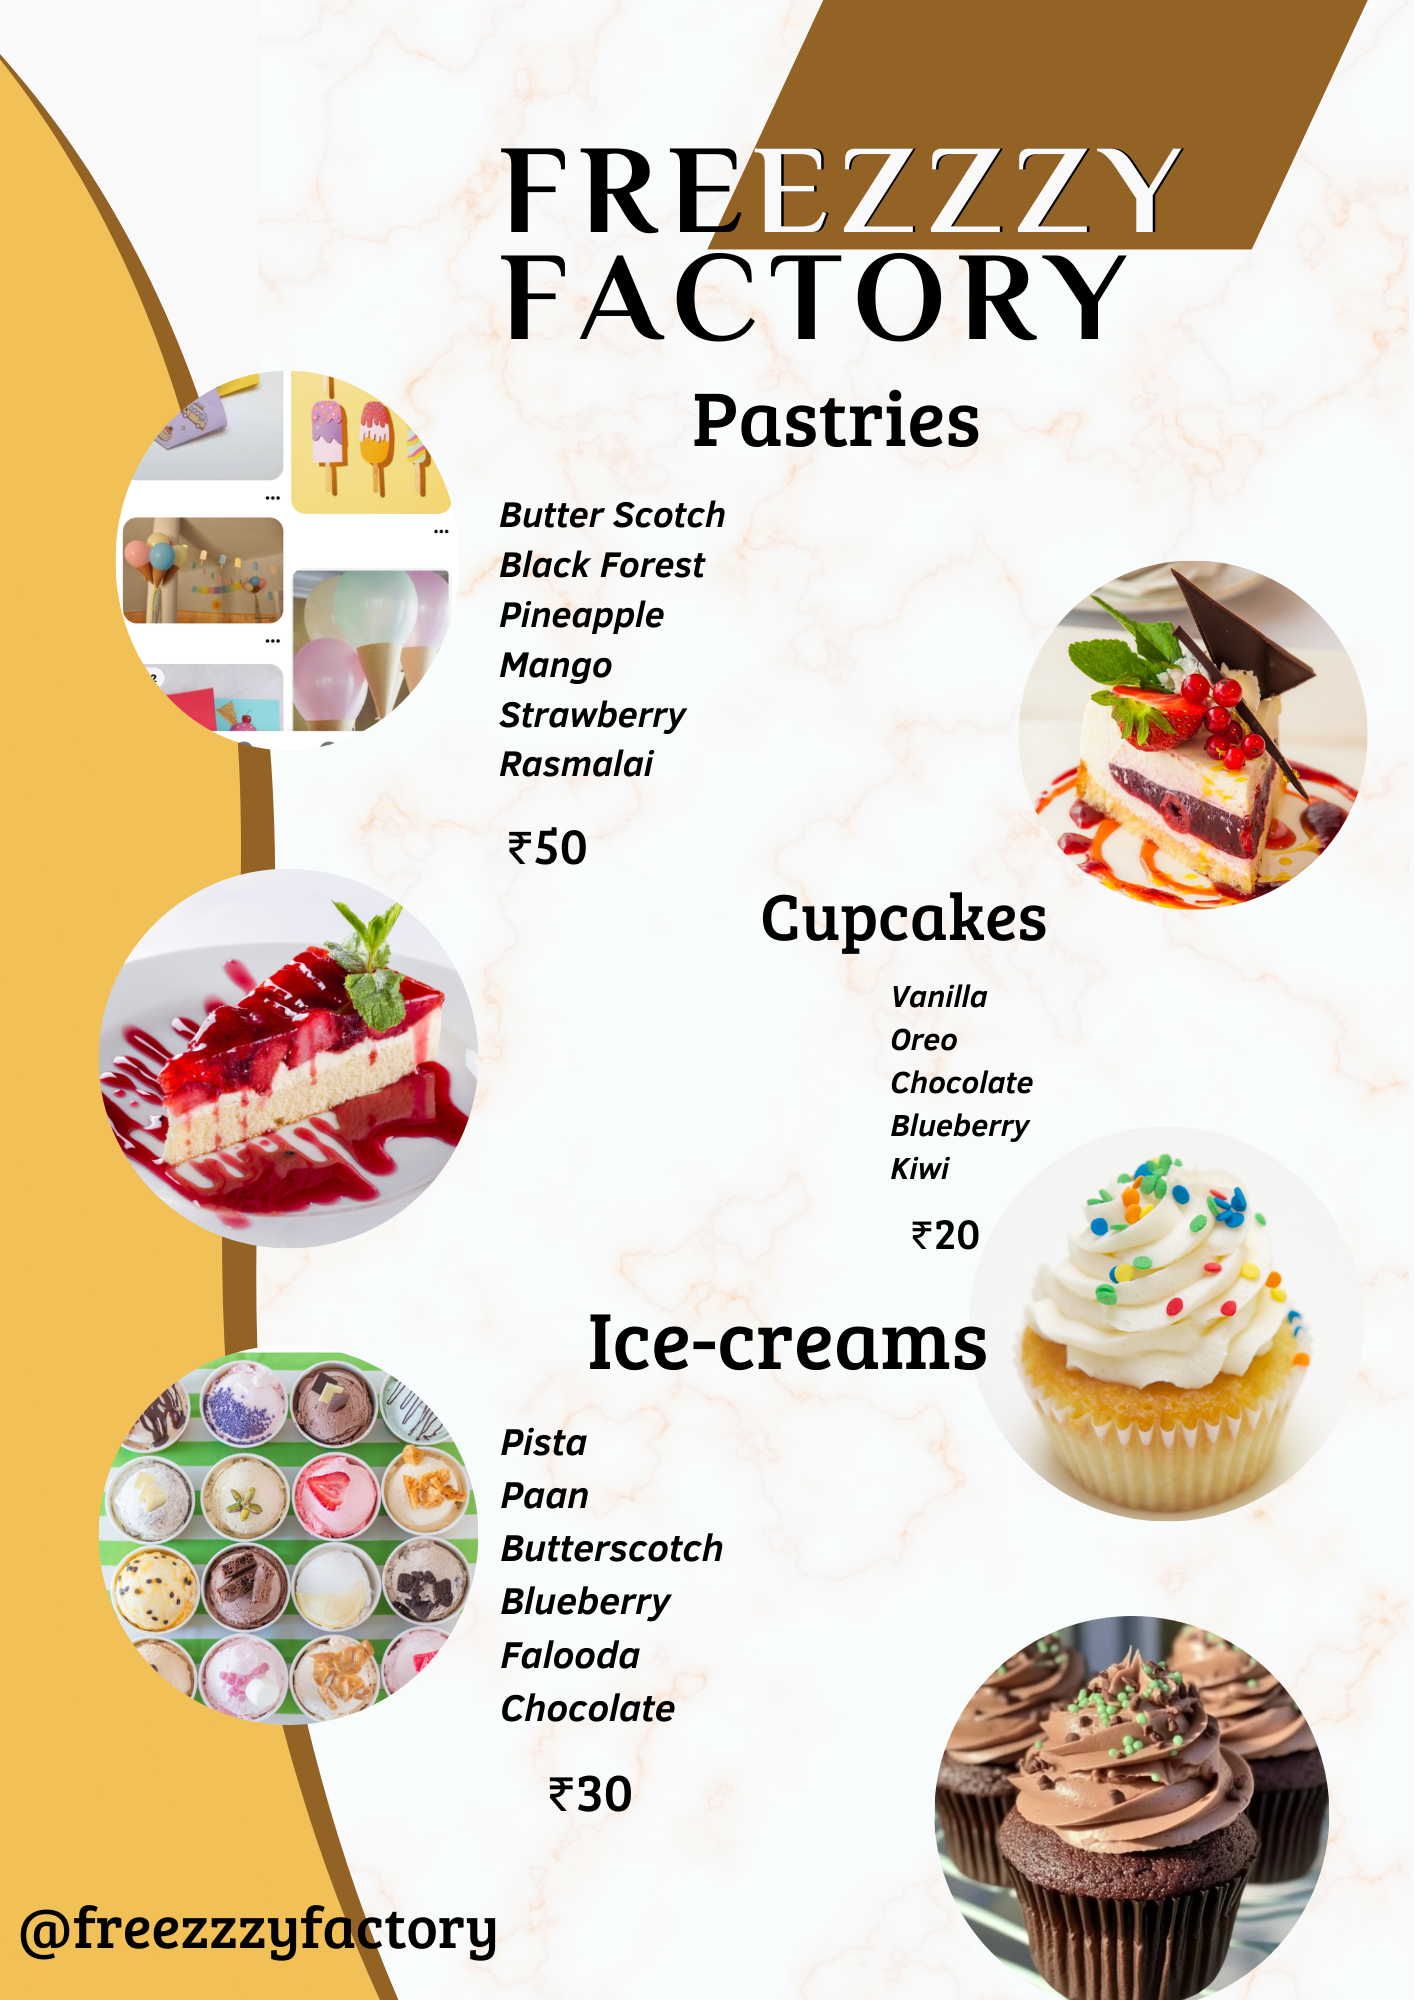 FREEZZZY
FACTORY
Pastries
Butter Scotch
Black Forest
Pineapple
Mango
Strawberry
Rasmalai
₹50
Cupcakes
Vanilla
Oreo
Chocolate
Blueberry
Kiwi
₹20
Ice-creams
Pista
Paan
Butterscotch
Blueberry
Falooda
Chocolate
₹30
@freezzzyfactory